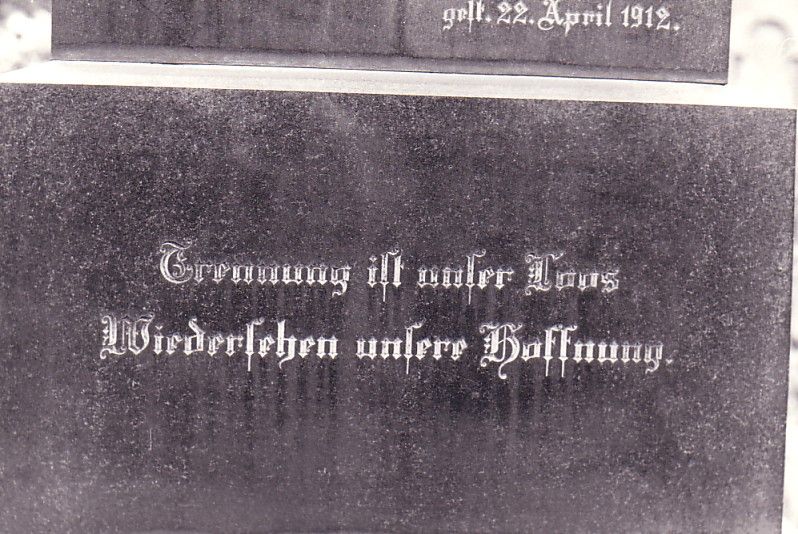 gest. 22. April 1912.
Trennung ist unser Loos
Wiedersehen unsere Hoffnung.